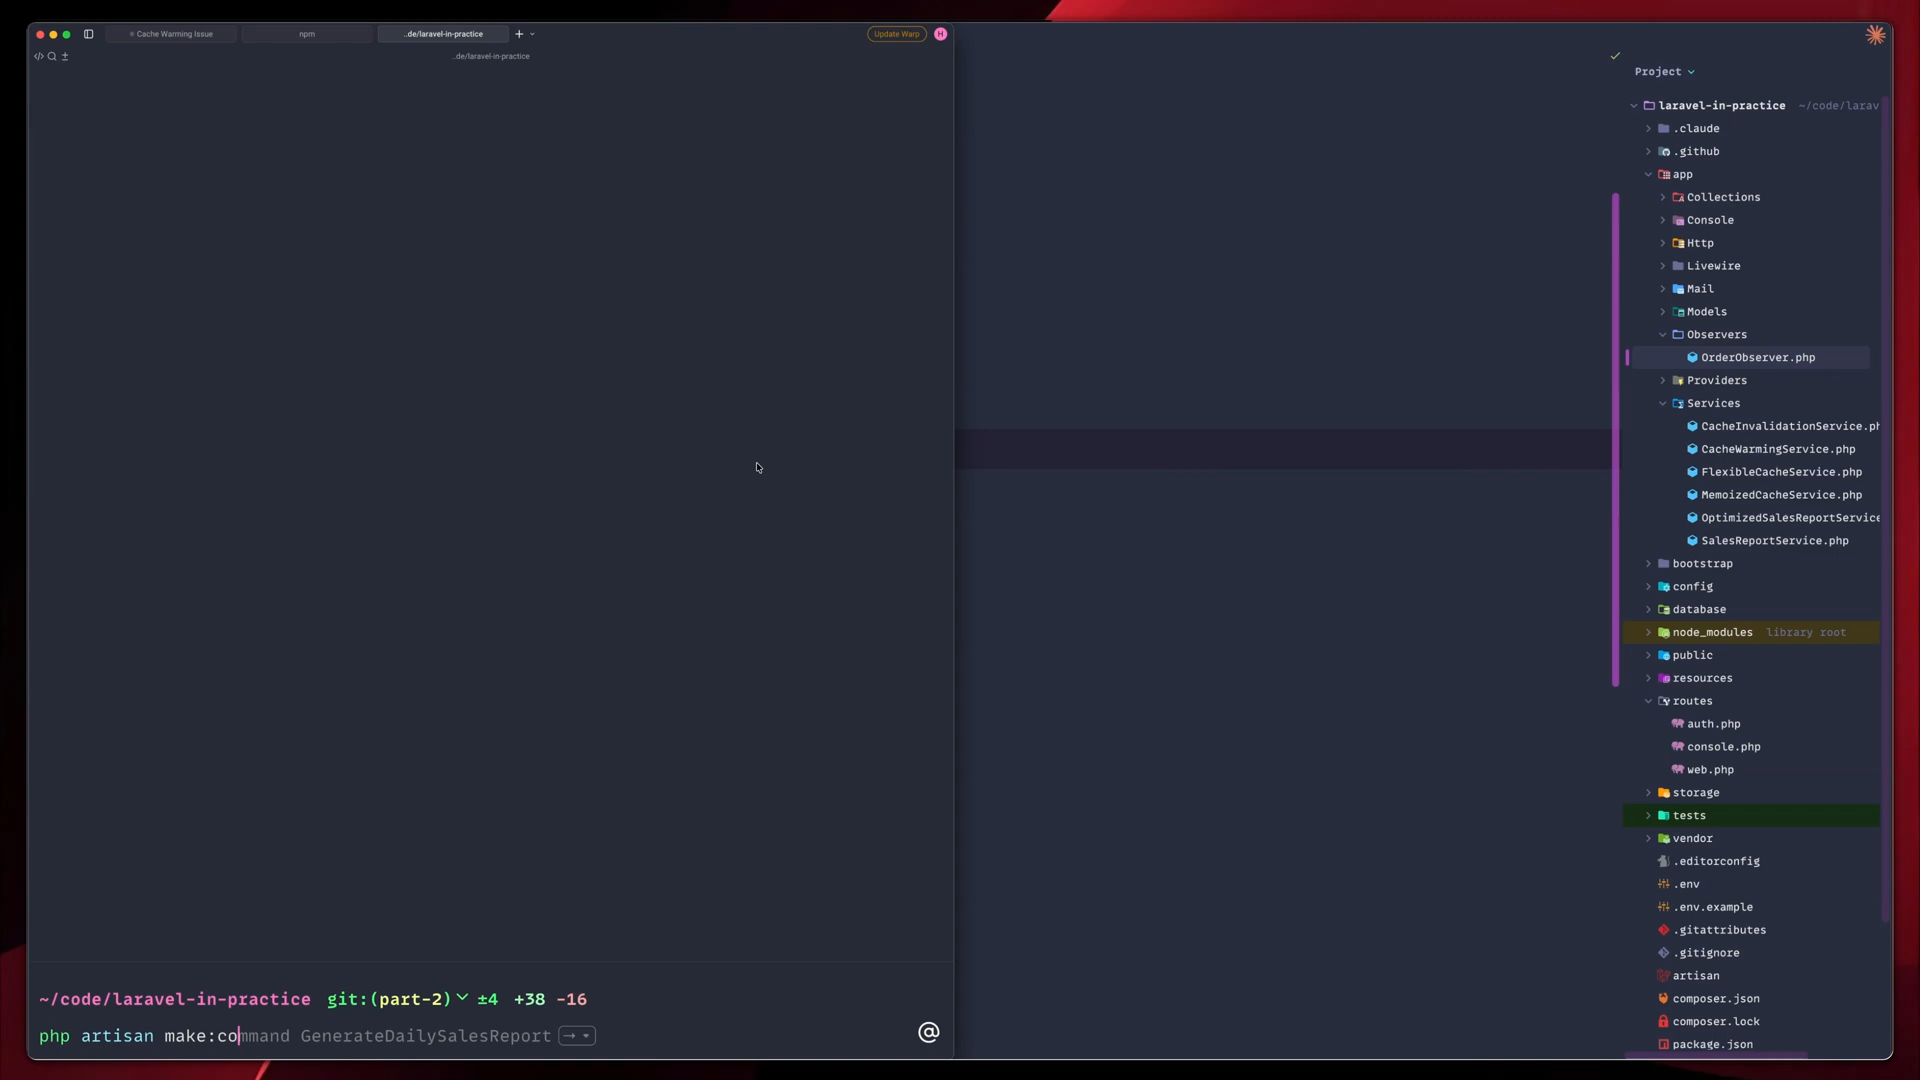 Cache Warming Issue
npm
..de/laravel-in-practice
Update Warp
H
..de/laravel-in-practice
~/code/laravel-in-practice git:(part-2) ±4 +38 -16
php artisan make:command GenerateDailySalesReport
@
Project
laravel-in-practice ~/code/larav
.claude
.github
app
Collections
Console
Http
Livewire
Mail
Models
Observers
OrderObserver.php
Providers
Services
CacheInvalidationService.ph
CacheWarmingService.php
FlexibleCacheService.php
MemoizedCacheService.php
OptimizedSalesReportService
SalesReportService.php
bootstrap
config
database
node_modules library root
public
resources
routes
auth.php
console.php
web.php
storage
tests
vendor
.editorconfig
.env
.env.example
.gitattributes
.gitignore
artisan
composer.json
composer.lock
package.json